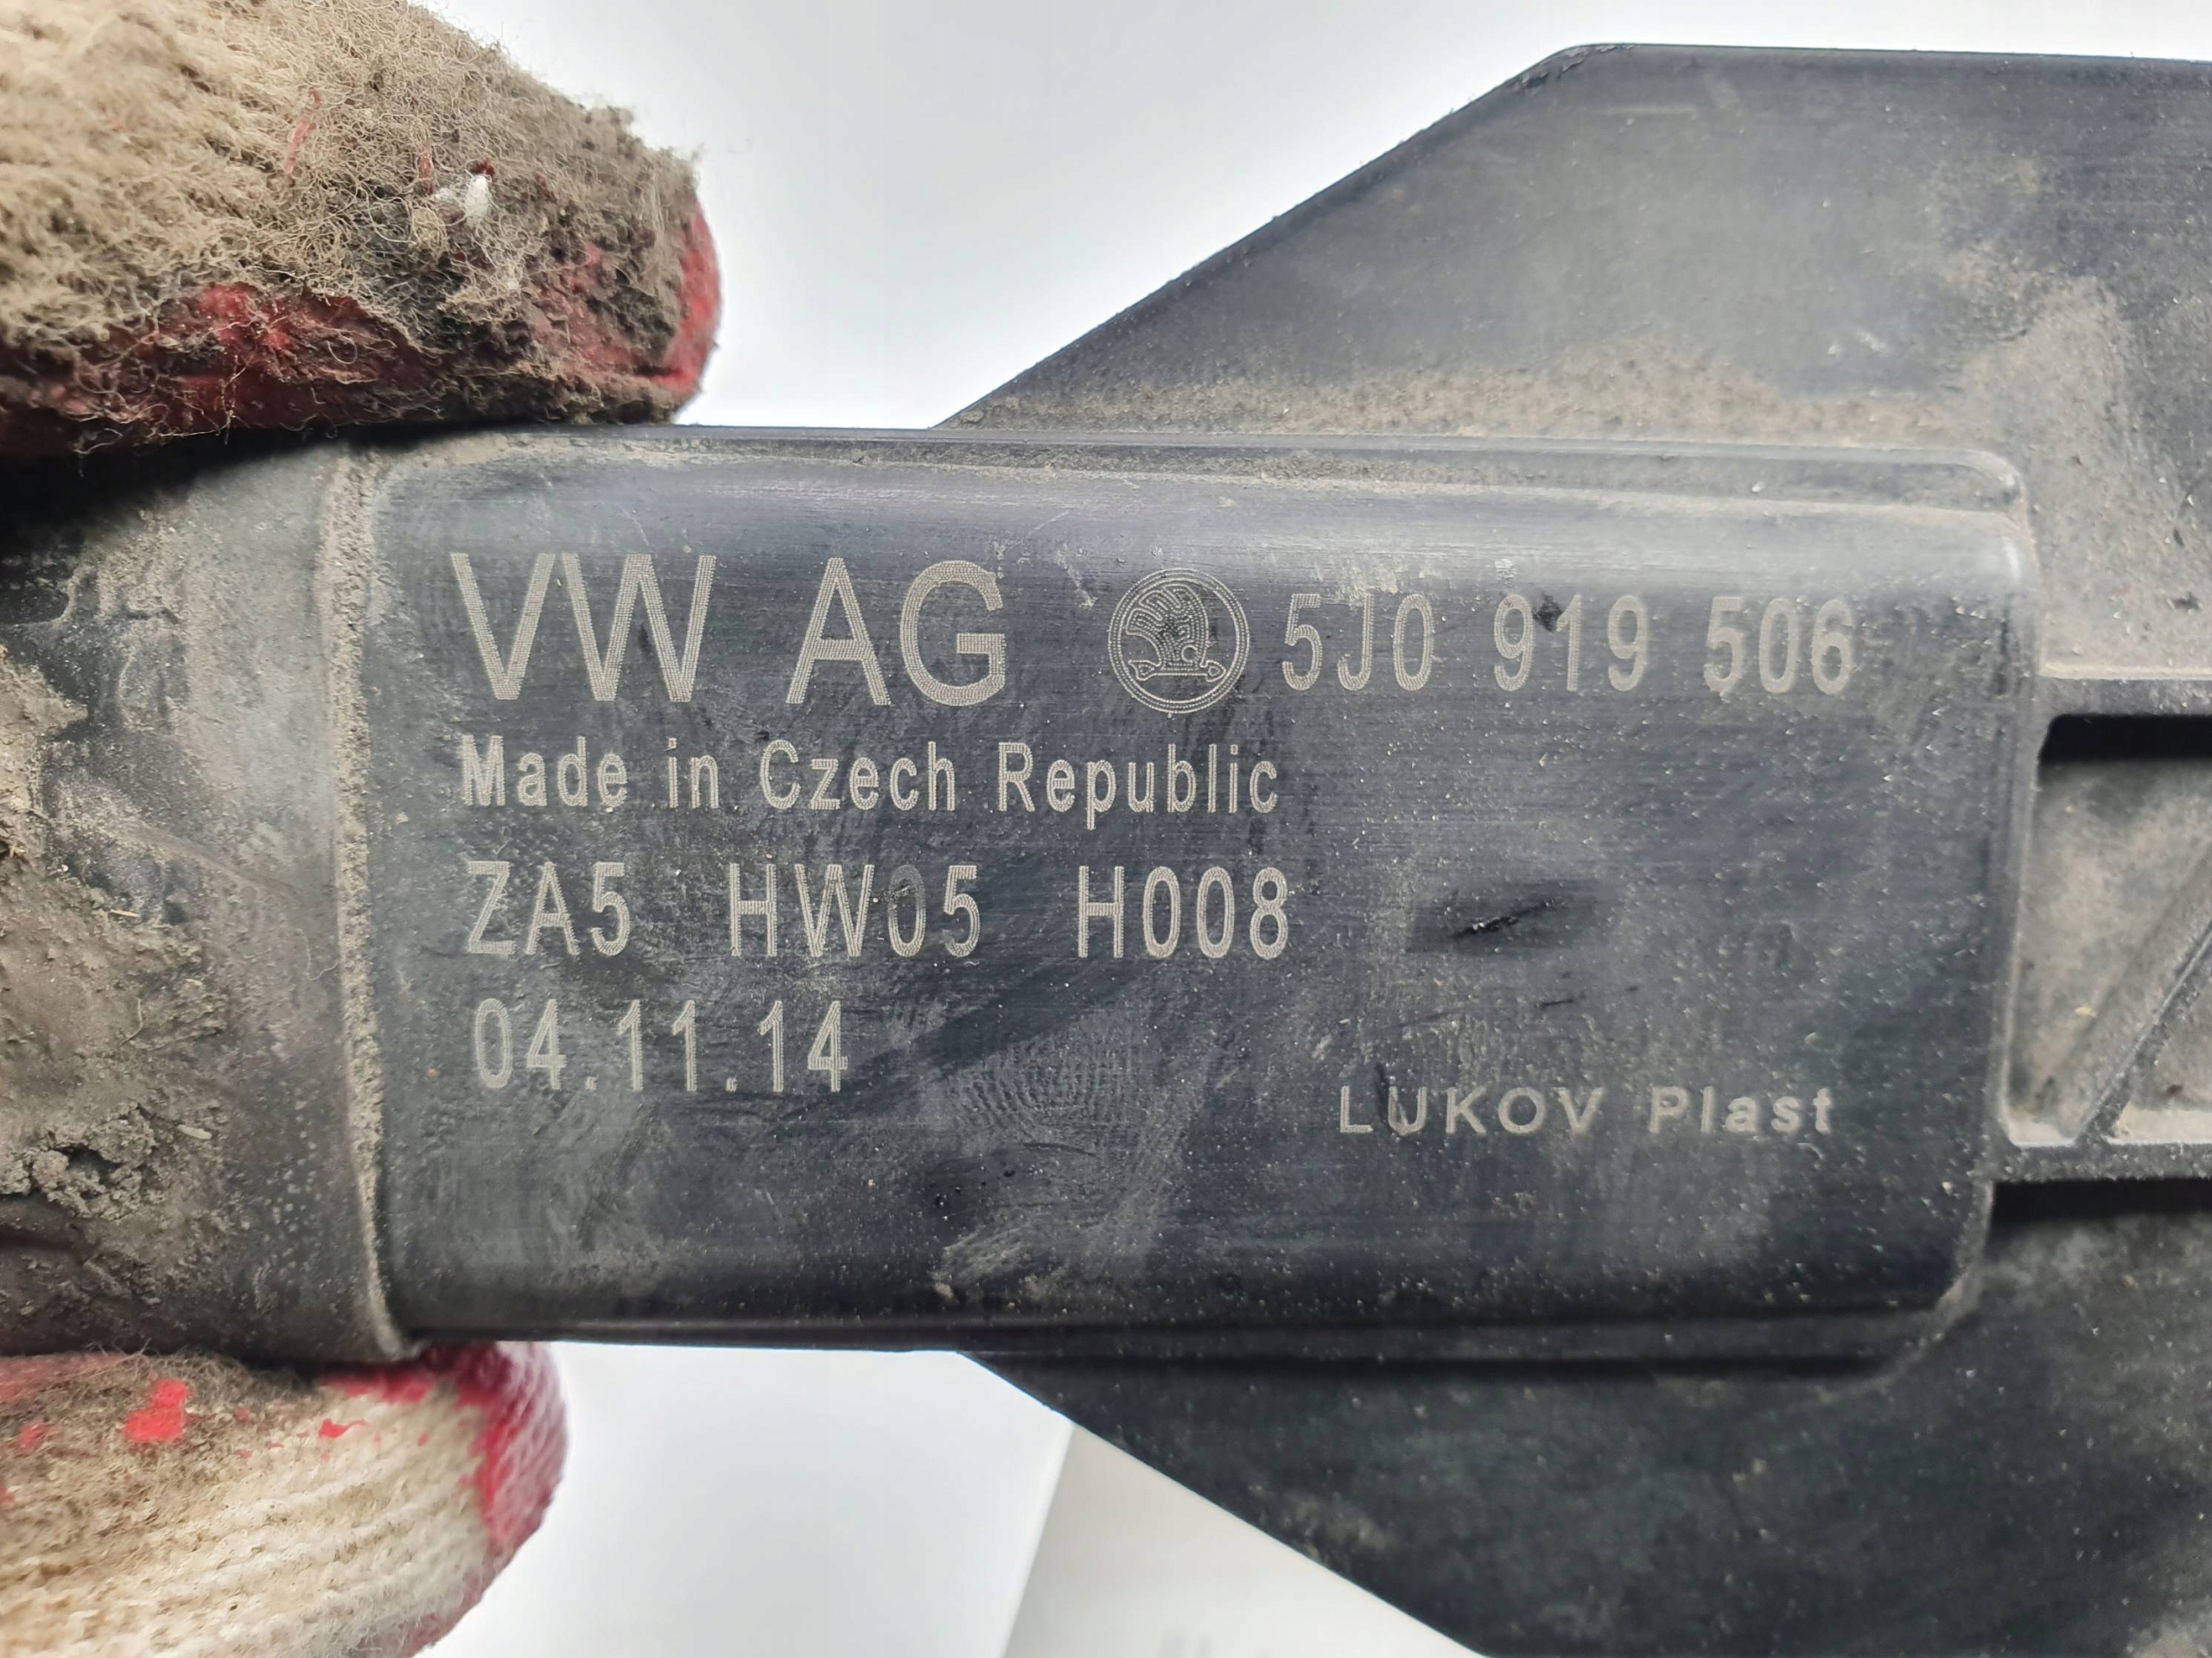 VW AG 5J0 919 506
Made in Czech Republic
ZA5 HW05 H008
04.11.14
LUKOV Plast